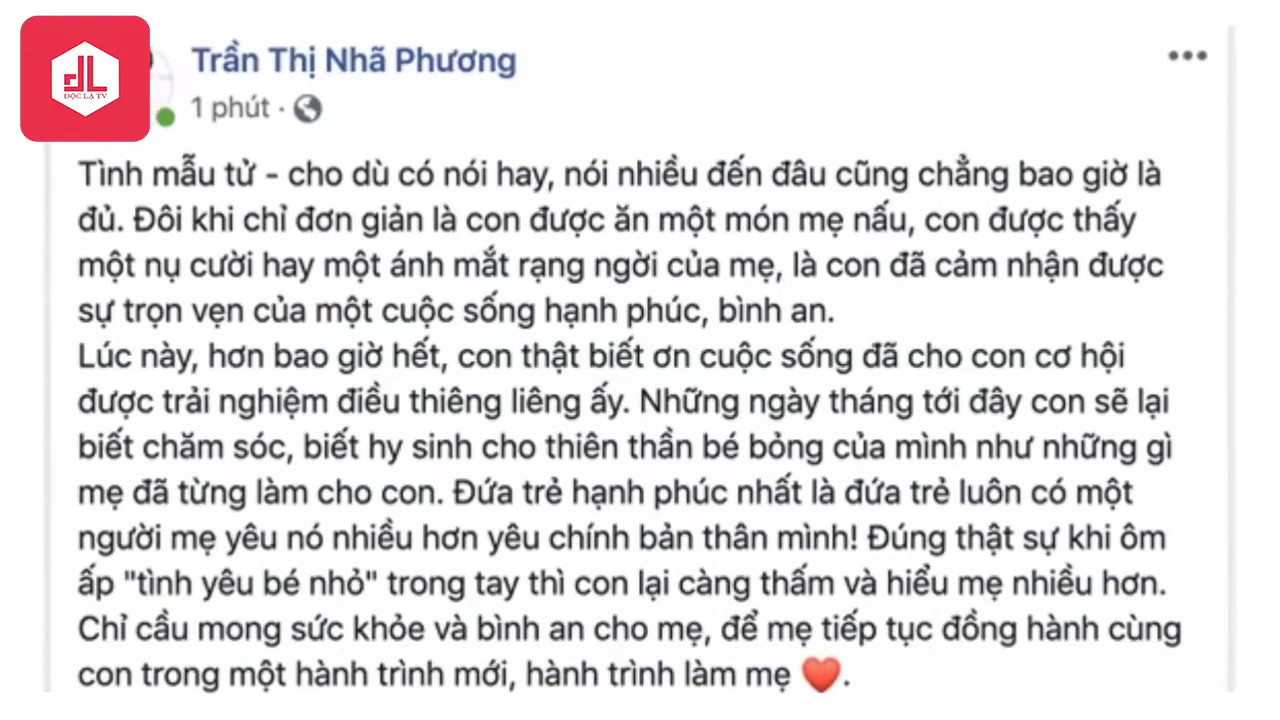 ĐỘC LẠ TV
Trần Thị Nhã Phương
1 phút ·
Tình mẫu tử - cho dù có nói hay, nói nhiều đến đâu cũng chẳng bao giờ là
đủ. Đôi khi chỉ đơn giản là con được ăn một món mẹ nấu, con được thấy
một nụ cười hay một ánh mắt rạng ngời của mẹ, là con đã cảm nhận được
sự trọn vẹn của một cuộc sống hạnh phúc, bình an.
Lúc này, hơn bao giờ hết, con thật biết ơn cuộc sống đã cho con cơ hội
được trải nghiệm điều thiêng liêng ấy. Những ngày tháng tới đây con sẽ lại
biết chăm sóc, biết hy sinh cho thiên thần bé bỏng của mình như những gì
mẹ đã từng làm cho con. Đứa trẻ hạnh phúc nhất là đứa trẻ luôn có một
người mẹ yêu nó nhiều hơn yêu chính bản thân mình! Đúng thật sự khi ôm
ấp "tình yêu bé nhỏ" trong tay thì con lại càng thấm và hiểu mẹ nhiều hơn.
Chỉ cầu mong sức khỏe và bình an cho mẹ, để mẹ tiếp tục đồng hành cùng
con trong một hành trình mới, hành trình làm mẹ ❤️.